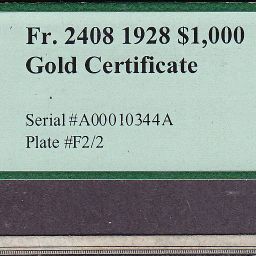 Fr. 2408 1928 $1,000
Gold Certificate
Serial #A00010344A
Plate #F2/2